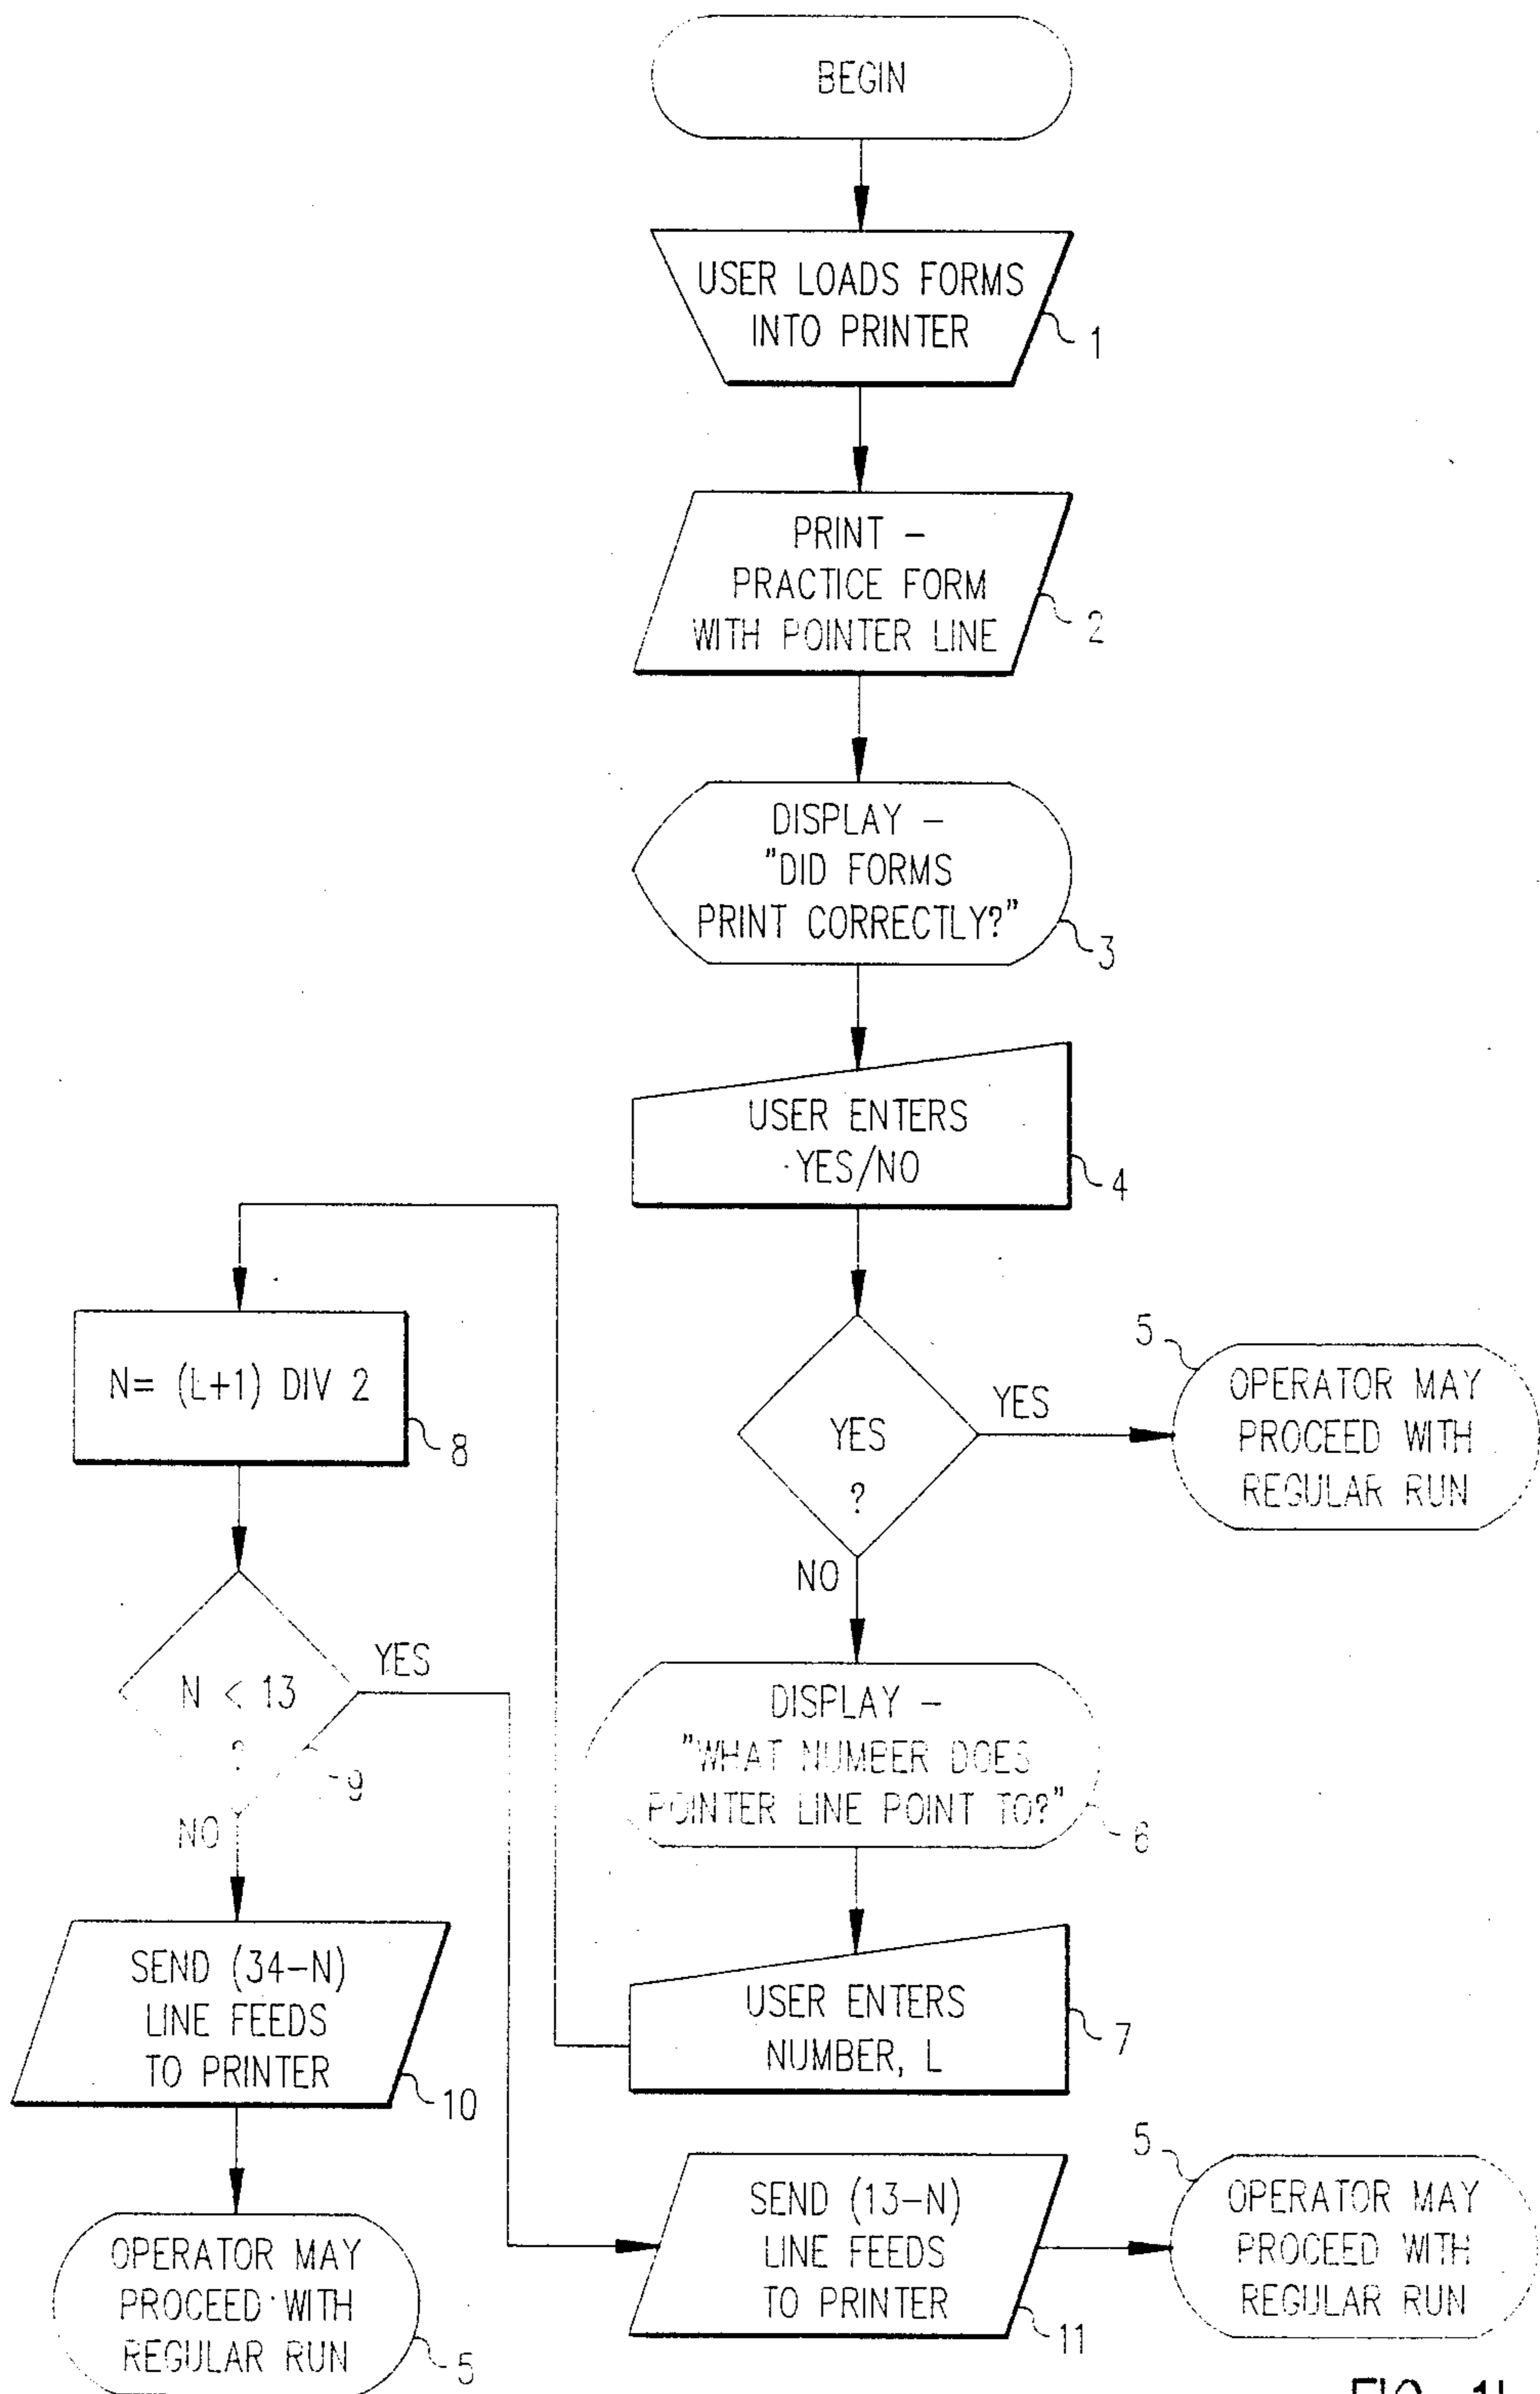 BEGIN
USER LOADS FORMS
INTO PRINTER
1
PRINT -
PRACTICE FORM
WITH POINTER LINE
2
DISPLAY -
"DID FORMS
PRINT CORRECTLY?"
3
USER ENTERS
YES/NO
4
YES
?
YES
5
OPERATOR MAY
PROCEED WITH
REGULAR RUN
NO
DISPLAY -
"WHAT NUMBER DOES
POINTER LINE POINT TO?"
6
USER ENTERS
NUMBER, L
7
N= (L+1) DIV 2
8
N < 13
?
9
YES
NO
SEND (34-N)
LINE FEEDS
TO PRINTER
10
OPERATOR MAY
PROCEED WITH
REGULAR RUN
5
SEND (13-N)
LINE FEEDS
TO PRINTER
11
5
OPERATOR MAY
PROCEED WITH
REGULAR RUN